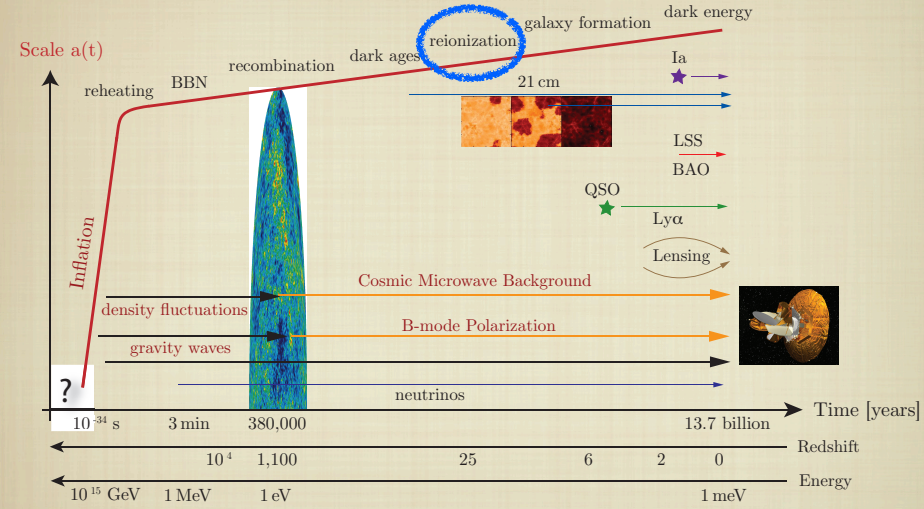 dark energy
galaxy formation
reionization
Scale a(t)
dark ages
recombination
Ia
BBN
reheating
21 cm
LSS
BAO
QSO
Lyα
Inflation
Lensing
Cosmic Microwave Background
density fluctuations
B-mode Polarization
gravity waves
?
neutrinos
Time [years]
10⁻³⁴ s 3 min 380,000 13.7 billion
Redshift
10⁴ 1,100 25 6 2 0
Energy
10¹⁵ GeV 1 MeV 1 eV 1 meV